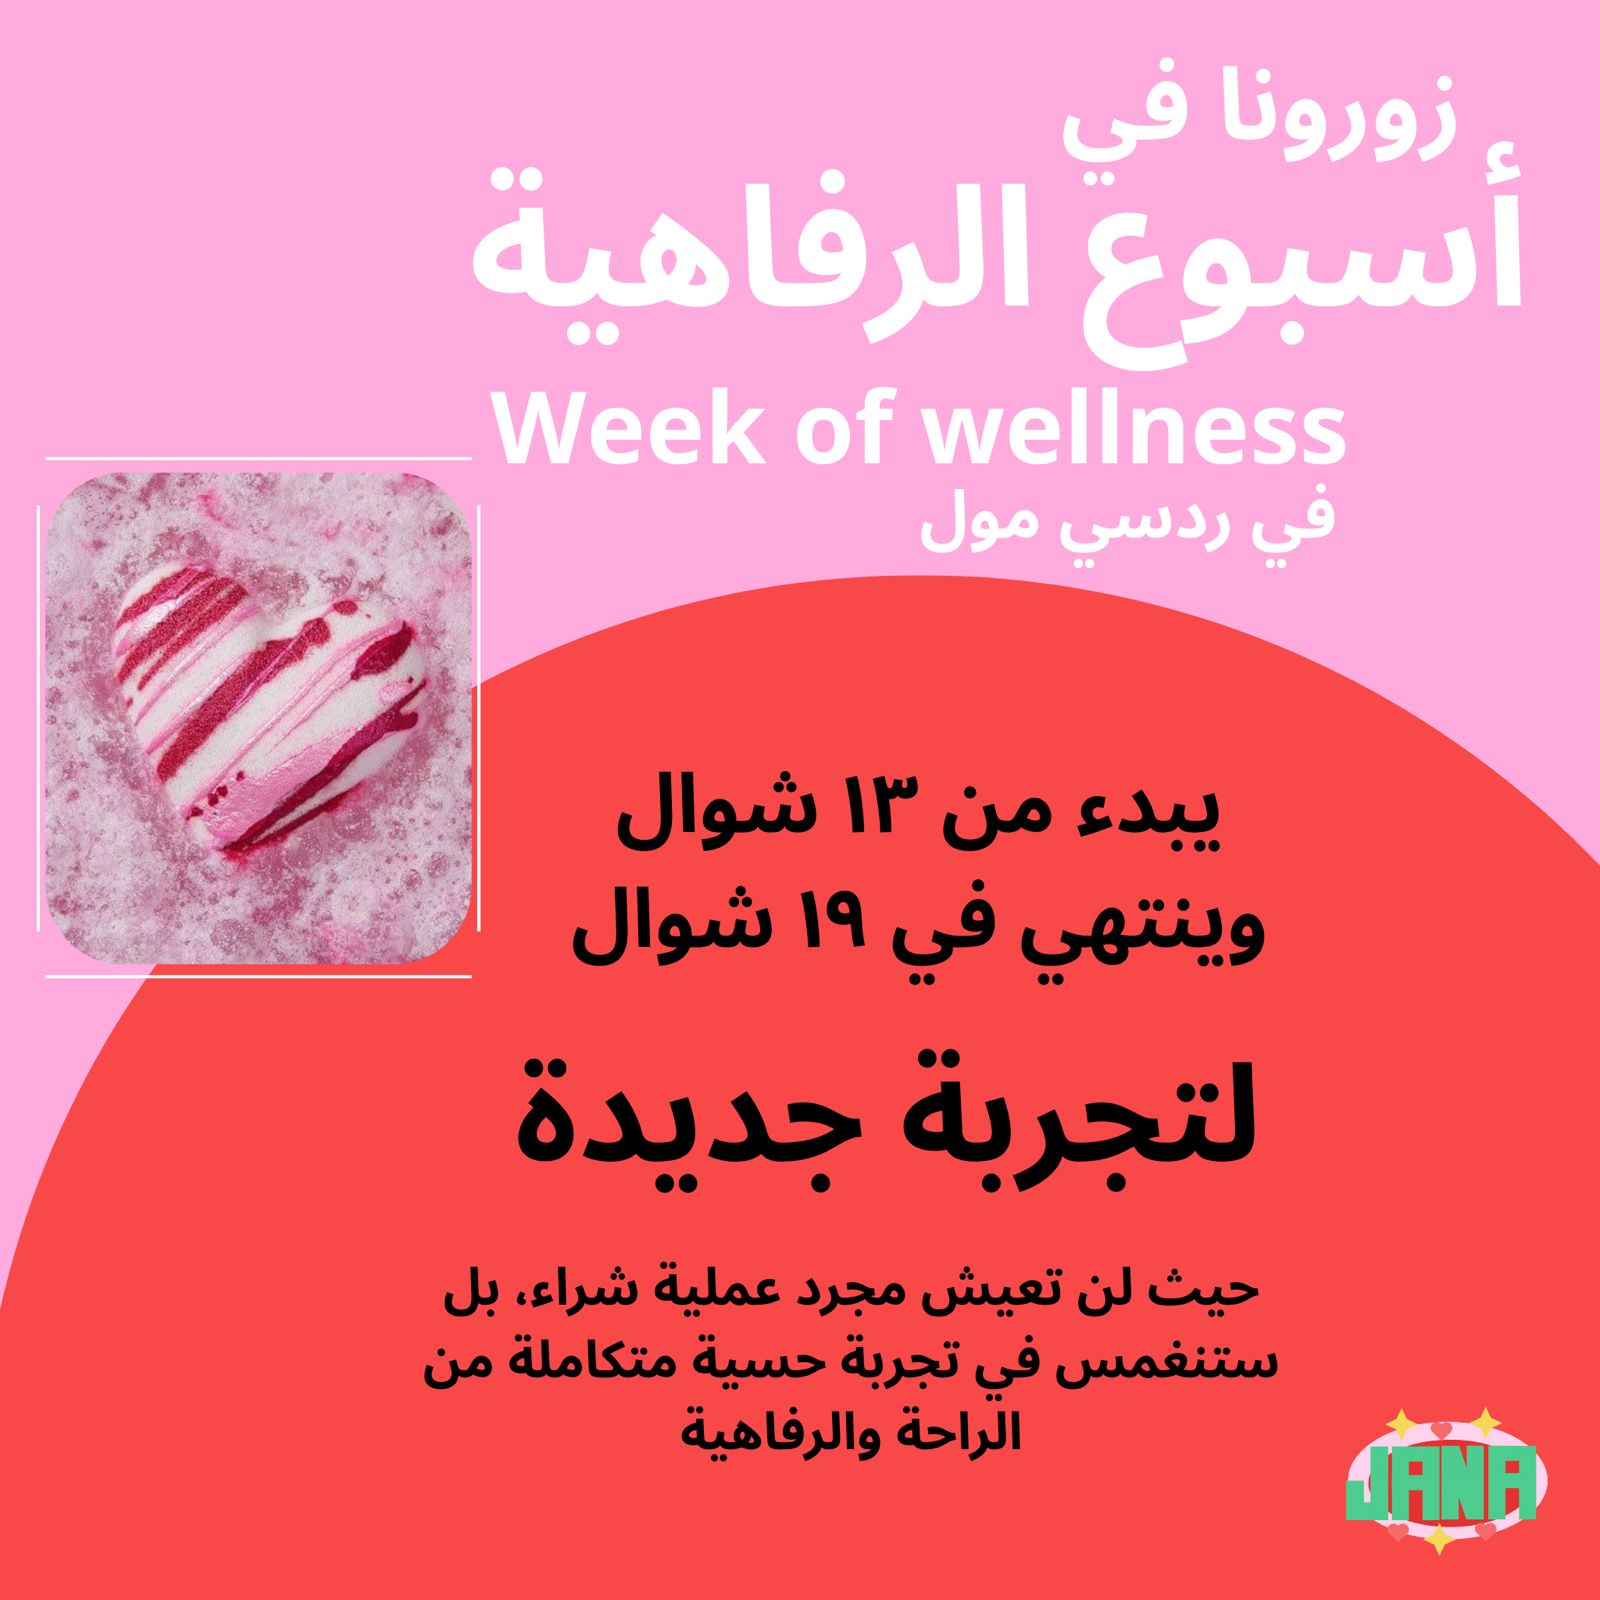 زورونا في
أسبوع الرفاهية
Week of wellness
في ردسي مول
يبدء من ١٣ شوال
وينتهي في ١٩ شوال
لتجربة جديدة
حيث لن تعيش مجرد عملية شراء، بل
ستنغمس في تجربة حسية متكاملة من
الراحة والرفاهية
JANA